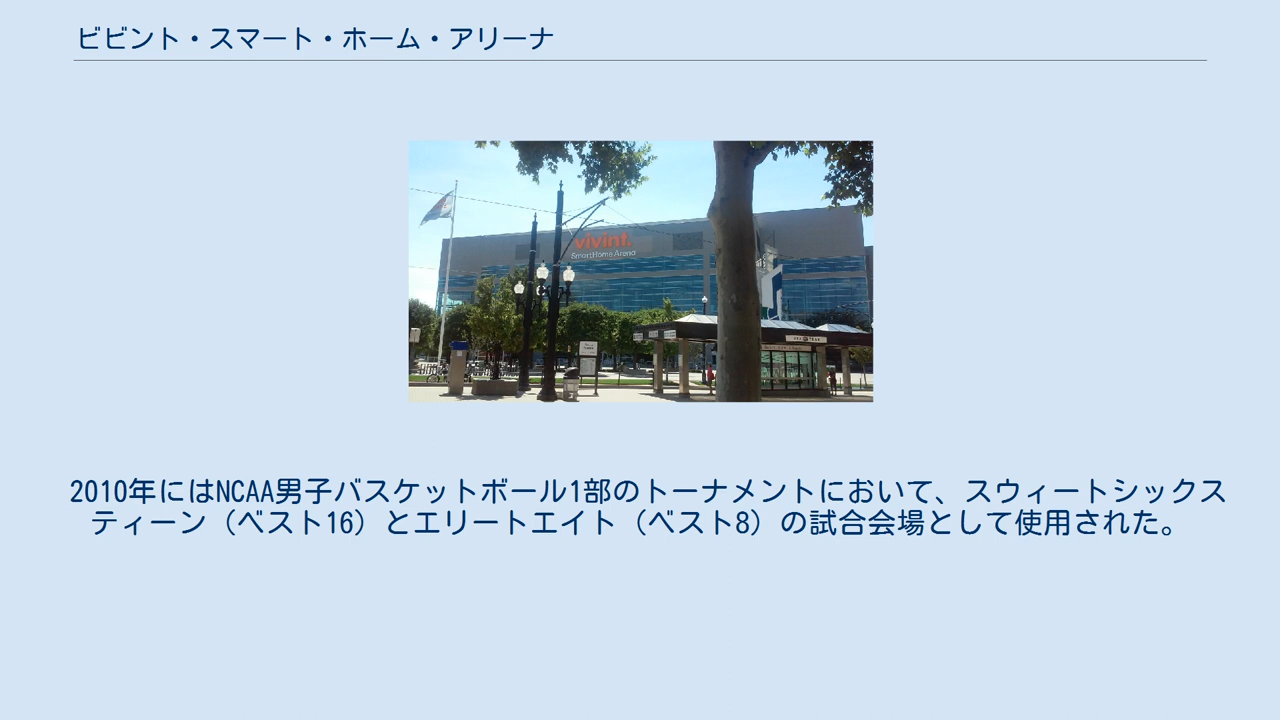 ビビント・スマート・ホーム・アリーナ
vivint.
SmartHome Arena
2010年にはNCAA男子バスケットボール1部のトーナメントにおいて、スウィートシックス
ティーン（ベスト16）とエリートエイト（ベスト8）の試合会場として使用された。